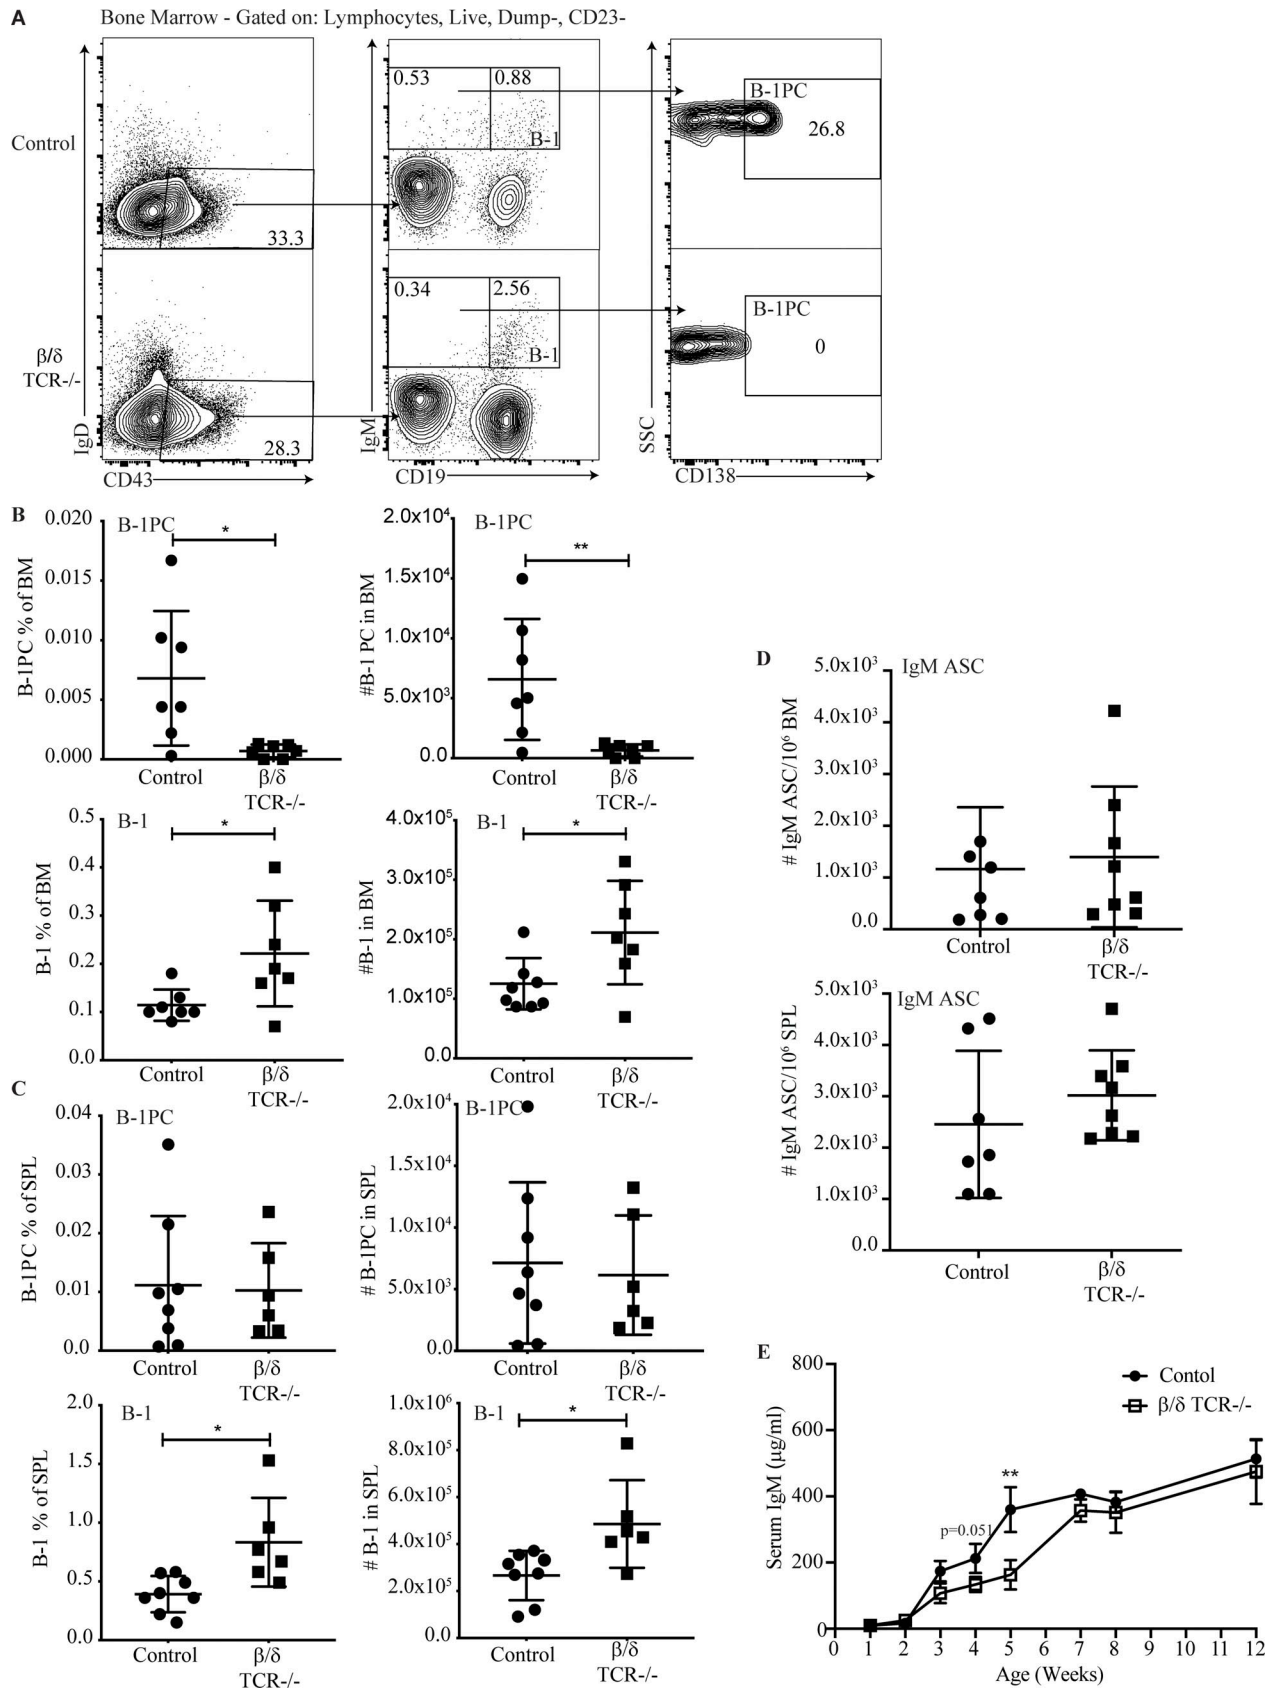 A
Bone Marrow - Gated on: Lymphocytes, Live, Dump-, CD23-
Control
β/δ
TCR-/-
IgD
CD43
33.3
28.3
IgM
CD19
0.53
0.88
B-1
0.34
2.56
B-1
SSC
CD138
B-1PC
26.8
B-1PC
0
B
B-1PC
*
B-1PC % of BM
0.020
0.015
0.010
0.005
0.000
Control
β/δ
TCR-/-
B-1PC
**
#B-1 PC in BM
2.0x10⁴
1.5x10⁴
1.0x10⁴
5.0x10³
0.0
Control
β/δ
TCR-/-
B-1
*
B-1 % of BM
0.5
0.4
0.3
0.2
0.1
0.0
Control
β/δ
TCR-/-
B-1
*
#B-1 in BM
4.0x10⁵
3.0x10⁵
2.0x10⁵
1.0x10⁵
0.0
Control
β/δ
TCR-/-
C
B-1PC
B-1PC % of SPL
0.04
0.03
0.02
0.01
0.0
Control
β/δ
TCR-/-
B-1PC
# B-1PC in SPL
2.0x10⁴
1.5x10⁴
1.0x10⁴
5.0x10³
0.0
Control
β/δ
TCR-/-
B-1
*
B-1 % of SPL
2.0
1.5
1.0
0.5
0.0
Control
β/δ
TCR-/-
B-1
*
# B-1 in SPL
1.0x10⁶
8.0x10⁵
6.0x10⁵
4.0x10⁵
2.0x10⁵
0.0
Control
β/δ
TCR-/-
D
IgM ASC
# IgM ASC/10⁶ BM
5.0x10³
4.0x10³
3.0x10³
2.0x10³
1.0x10³
0.0
Control
β/δ
TCR-/-
IgM ASC
# IgM ASC/10⁶ SPL
5.0x10³
4.0x10³
3.0x10³
2.0x10³
1.0x10³
0.0
Control
β/δ
TCR-/-
E
Contol
β/δ TCR-/-
**
p=0.051
Serum IgM (µg/ml)
800
600
400
200
0
0 1 2 3 4 5 6 7 8 9 10 11 12
Age (Weeks)